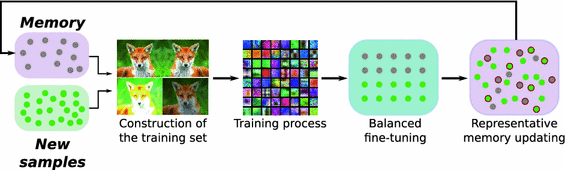 Memory
New
samples
Construction of
the training set
Training process
Balanced
fine-tuning
Representative
memory updating